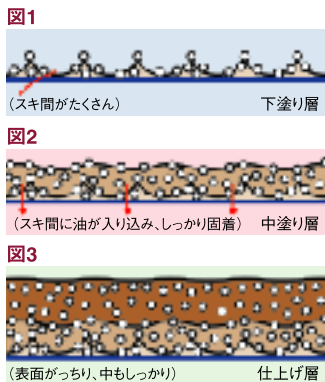 図1
(スキ間がたくさん) 下塗り層
図2
(スキ間に油が入り込み、しっかり固着) 中塗り層
図3
(表面がっちり、中もしっかり) 仕上げ層